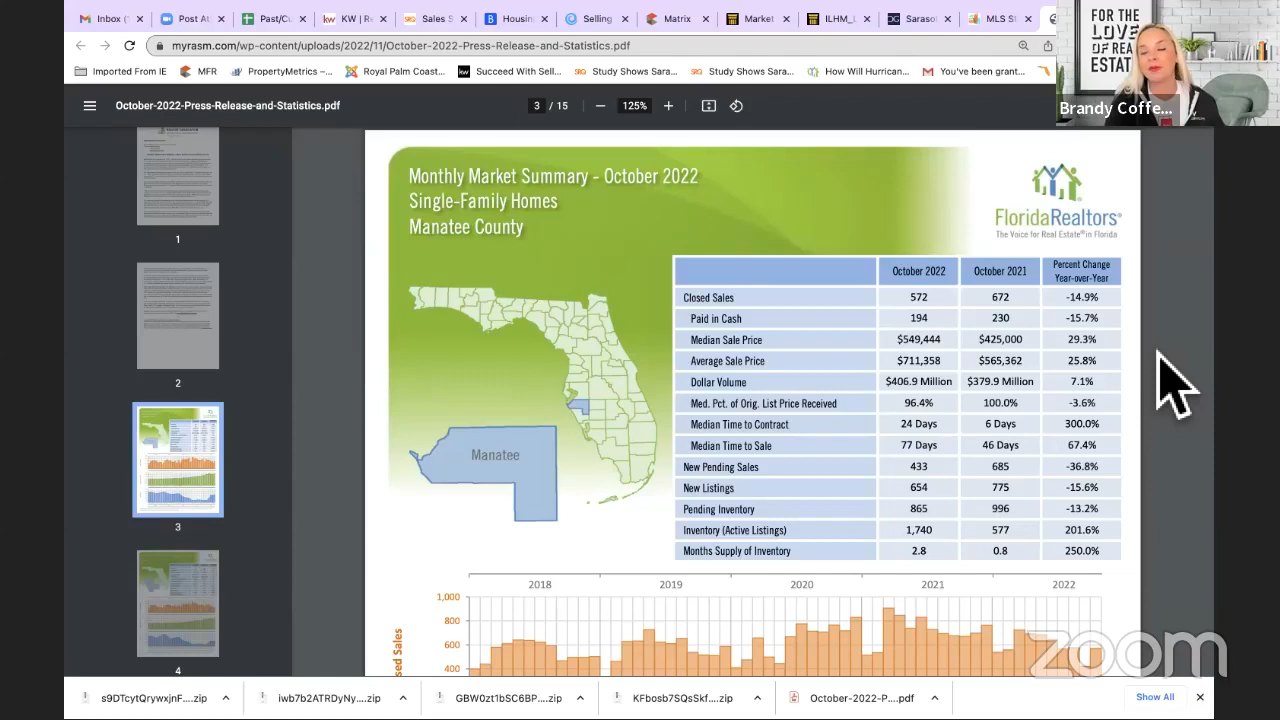 Inbox (
Post At
Past/Cu
KW | R
Sales S
Housin
Selling
Matrix
Market
ILHM_
Saraso
MLS St
myrasm.com/wp-content/uploads/2022/11/October-2022-Press-Release-and-Statistics.pdf
Imported From IE
MFR
PropertyMetrics –...
Royal Palm Coast...
Succeed With Sell...
Study Shows Sara...
Study Shows Sara...
How Will Hurrican...
You've been grant...
FOR THE
LOVE
OF REA
ESTAT
Brandy Coffe...
October-2022-Press-Release-and-Statistics.pdf
3 / 15
125%
1
2
3
4
Monthly Market Summary - October 2022
Single-Family Homes
Manatee County
FloridaRealtors®
The Voice for Real Estate® in Florida
Manatee
October 2022 October 2021 Percent Change Year-over-Year
Closed Sales 572 672 -14.9%
Paid in Cash 194 230 -15.7%
Median Sale Price $549,444 $425,000 29.3%
Average Sale Price $711,358 $565,362 25.8%
Dollar Volume $406.9 Million $379.9 Million 7.1%
Med. Pct. of Orig. List Price Received 96.4% 100.0% -3.6%
Median Time to Contract 24 Days 6 Days 300.0%
Median Time to Sale 77 Days 46 Days 67.4%
New Pending Sales 433 685 -36.8%
New Listings 654 775 -15.6%
Pending Inventory 865 996 -13.2%
Inventory (Active Listings) 1,740 577 201.6%
Months Supply of Inventory 2.8 0.8 250.0%
2018 2019 2020 2021 2022
1,000
800
600
400
sed Sales
zoom
s9DTcytQrywxjnF....zip
iwb7b2ATRDyNy....zip
KFbosb7SQsSkf....zip
October-2022-P....pdf
Show All